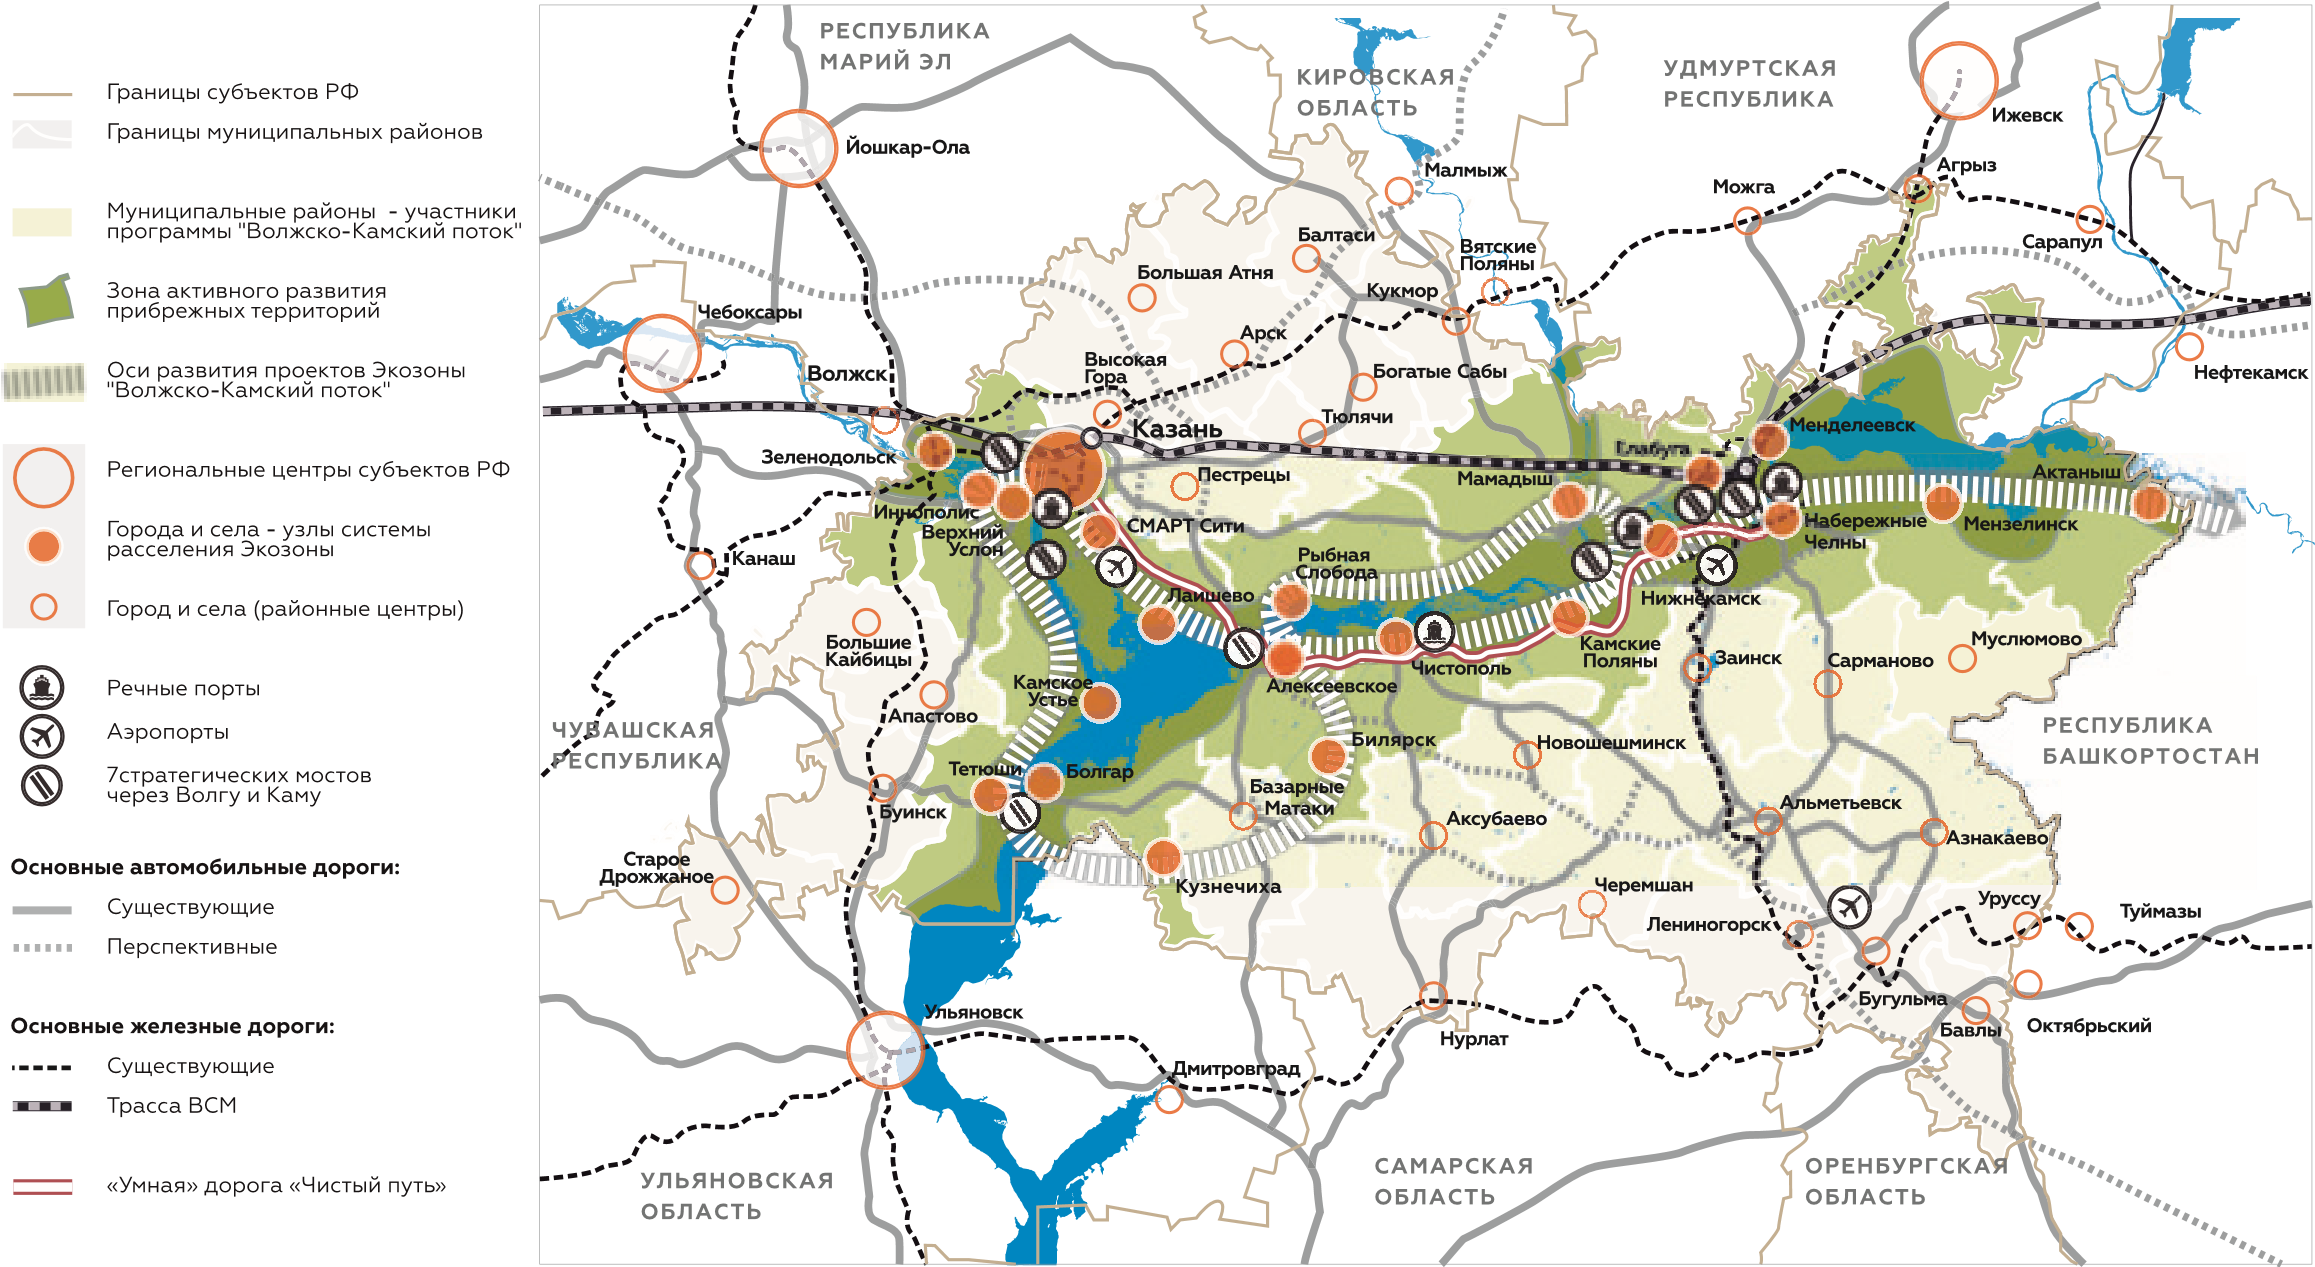 Границы субъектов РФ
Границы муниципальных районов
Муниципальные районы - участники
программы "Волжско-Камский поток"
Зона активного развития
прибрежных территорий
Оси развития проектов Экозоны
"Волжско-Камский поток"
Региональные центры субъектов РФ
Города и села - узлы системы
расселения Экозоны
Город и села (районные центры)
Речные порты
Аэропорты
7стратегических мостов
через Волгу и Каму
Основные автомобильные дороги:
Существующие
Перспективные
Основные железные дороги:
Существующие
Трасса ВСМ
«Умная» дорога «Чистый путь»
РЕСПУБЛИКА
МАРИЙ ЭЛ
КИРОВСКАЯ
ОБЛАСТЬ
УДМУРТСКАЯ
РЕСПУБЛИКА
Ижевск
Йошкар-Ола
Малмыж
Агрыз
Можга
Балтаси
Вятские
Поляны
Сарапул
Большая Атня
Кукмор
Чебоксары
Арск
Высокая
Гора
Волжск
Богатые Сабы
Нефтекамск
Тюлячи
Казань
Менделеевск
Елабуга
Зеленодольск
Пестрецы
Мамадыш
Актаныш
Иннополис
СМАРТ Сити
Набережные
Челны
Мензелинск
Верхний
Услон
Канаш
Рыбная
Слобода
Лаишево
Нижнекамск
Большие
Кайбицы
Камские
Поляны
Чистополь
Заинск
Сарманово
Муслюмово
Камское
Устье
Алексеевское
Апастово
ЧУВАШСКАЯ
РЕСПУБЛИКА
РЕСПУБЛИКА
БАШКОРТОСТАН
Билярск
Новошешминск
Тетюши
Болгар
Базарные
Матаки
Буинск
Аксубаево
Альметьевск
Азнакаево
Старое
Дрожжаное
Кузнечиха
Черемшан
Лениногорск
Уруссу
Туймазы
Ульяновск
Нурлат
Бугульма
Бавлы
Октябрьский
Дмитровград
УЛЬЯНОВСКАЯ
ОБЛАСТЬ
САМАРСКАЯ
ОБЛАСТЬ
ОРЕНБУРГСКАЯ
ОБЛАСТЬ